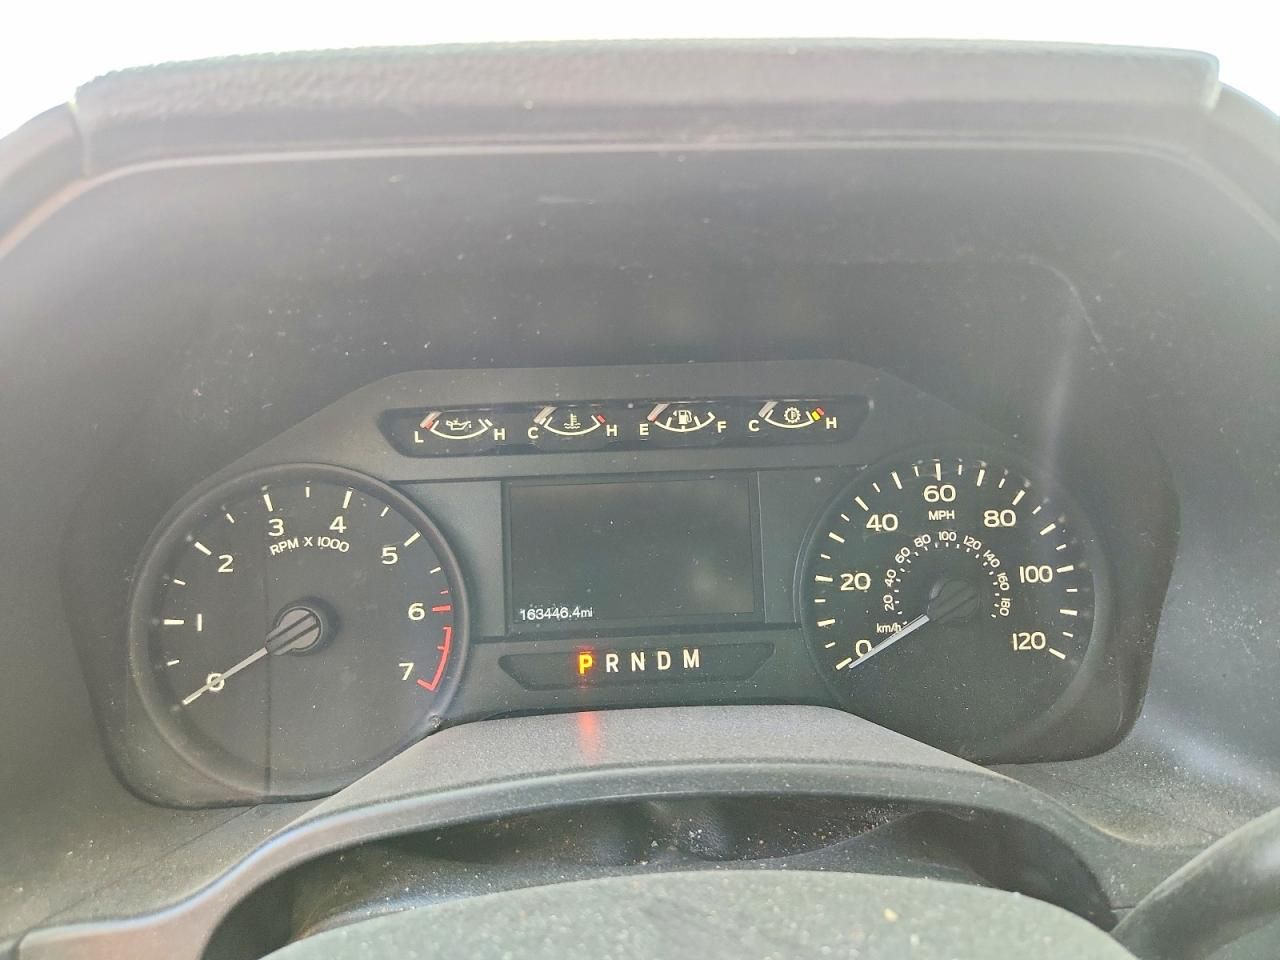 L H C H E F C H
0 1 2 3 4 5 6 7
RPM X 1000
163446.4mi
P R N D M
0 20 40 60 80 100 120
MPH
20 40 60 80 100 120 140 160 180
km/h